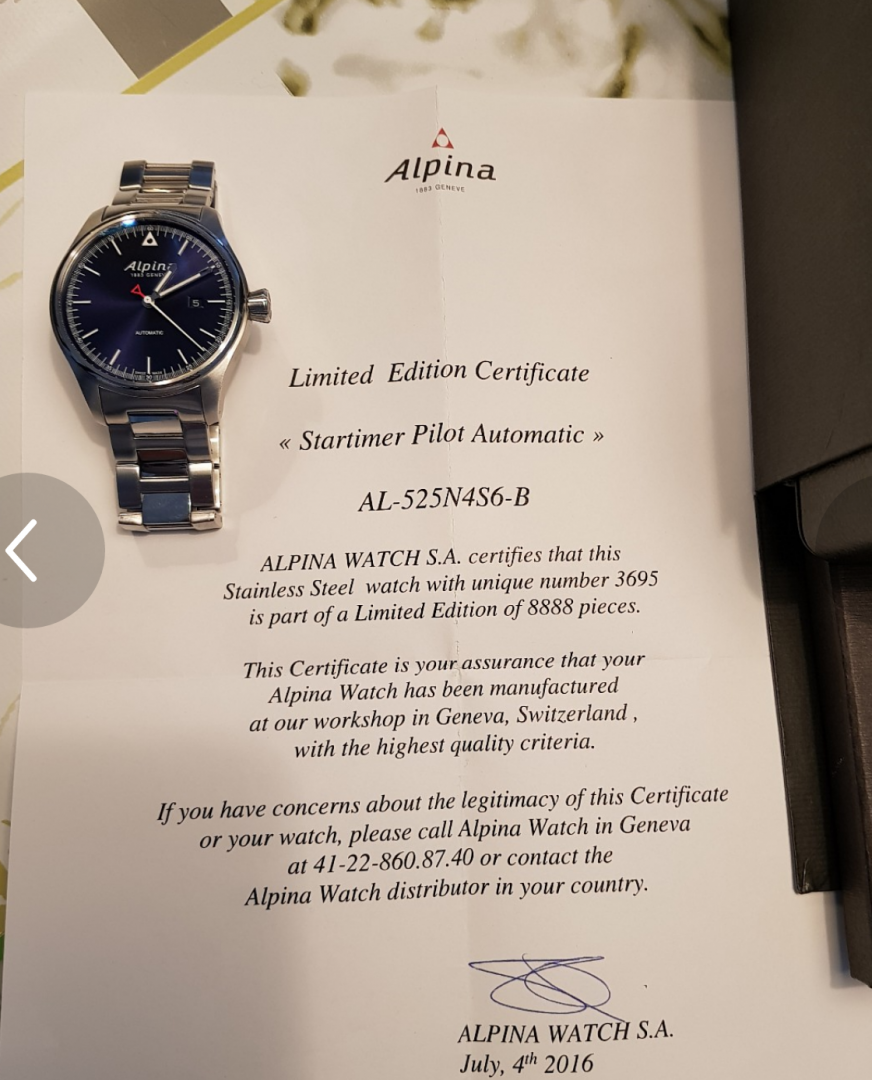 Alpina
1883 GENEVE
Alpina
1883 GENEVE
5
AUTOMATIC
Limited Edition Certificate
« Startimer Pilot Automatic »
AL-525N4S6-B
ALPINA WATCH S.A. certifies that this
Stainless Steel watch with unique number 3695
is part of a Limited Edition of 8888 pieces.
This Certificate is your assurance that your
Alpina Watch has been manufactured
at our workshop in Geneva, Switzerland ,
with the highest quality criteria.
If you have concerns about the legitimacy of this Certificate
or your watch, please call Alpina Watch in Geneva
at 41-22-860.87.40 or contact the
Alpina Watch distributor in your country.
ALPINA WATCH S.A.
July, 4th 2016